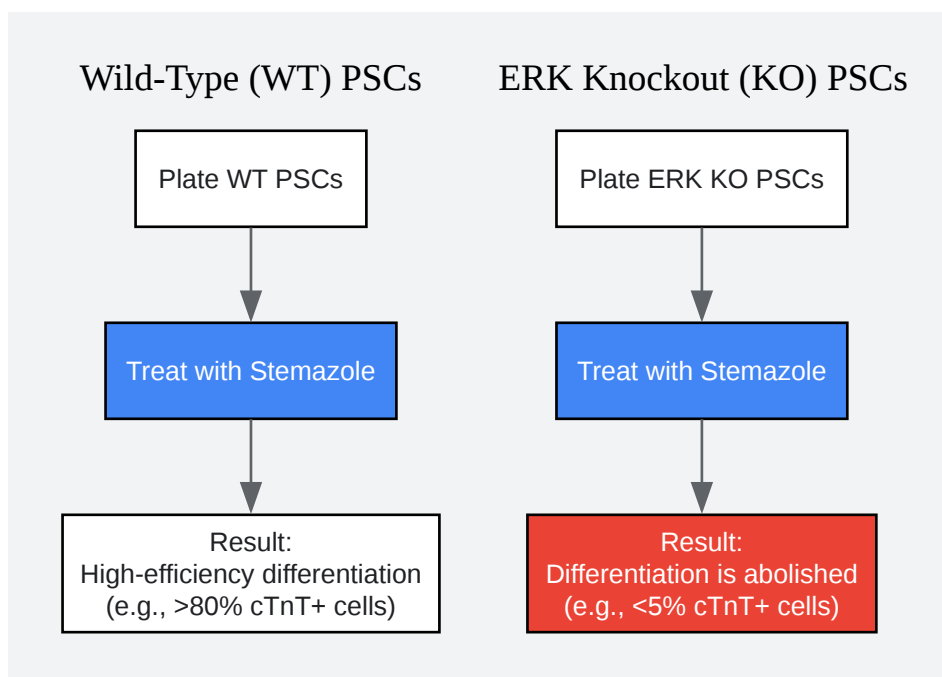 Wild-Type (WT) PSCs
Plate WT PSCs
Treat with Stemazole
Result:
High-efficiency differentiation
(e.g., >80% cTnT+ cells)
ERK Knockout (KO) PSCs
Plate ERK KO PSCs
Treat with Stemazole
Result:
Differentiation is abolished
(e.g., <5% cTnT+ cells)